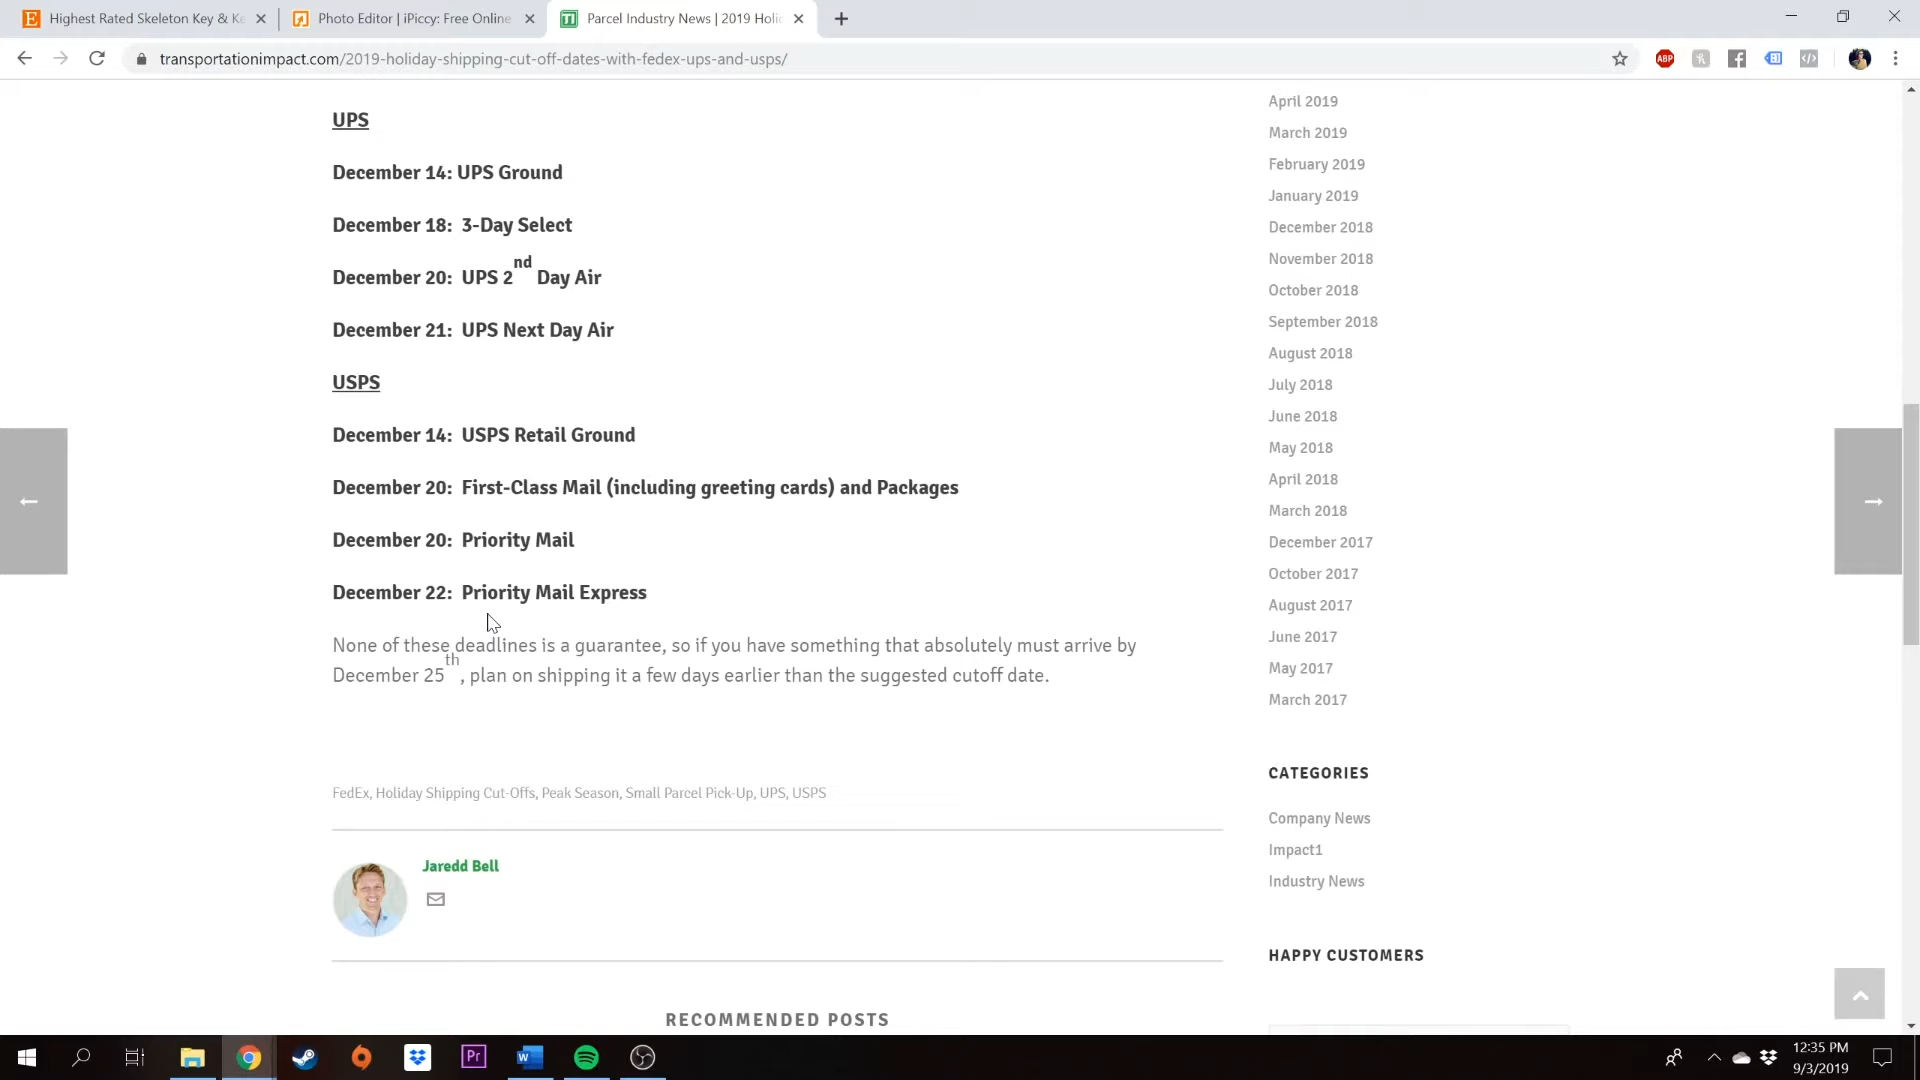 Highest Rated Skeleton Key & Ke
Photo Editor | iPiccy: Free Online
Parcel Industry News | 2019 Holi
transportationimpact.com/2019-holiday-shipping-cut-off-dates-with-fedex-ups-and-usps/
ABP
UPS
December 14: UPS Ground
December 18: 3-Day Select
December 20: UPS 2nd Day Air
December 21: UPS Next Day Air
USPS
December 14: USPS Retail Ground
December 20: First-Class Mail (including greeting cards) and Packages
December 20: Priority Mail
December 22: Priority Mail Express
None of these deadlines is a guarantee, so if you have something that absolutely must arrive by
December 25th, plan on shipping it a few days earlier than the suggested cutoff date.
FedEx, Holiday Shipping Cut-Offs, Peak Season, Small Parcel Pick-Up, UPS, USPS
Jaredd Bell
RECOMMENDED POSTS
April 2019
March 2019
February 2019
January 2019
December 2018
November 2018
October 2018
September 2018
August 2018
July 2018
June 2018
May 2018
April 2018
March 2018
December 2017
October 2017
August 2017
June 2017
May 2017
March 2017
CATEGORIES
Company News
Impact1
Industry News
HAPPY CUSTOMERS
Pr
W
12:35 PM
9/3/2019